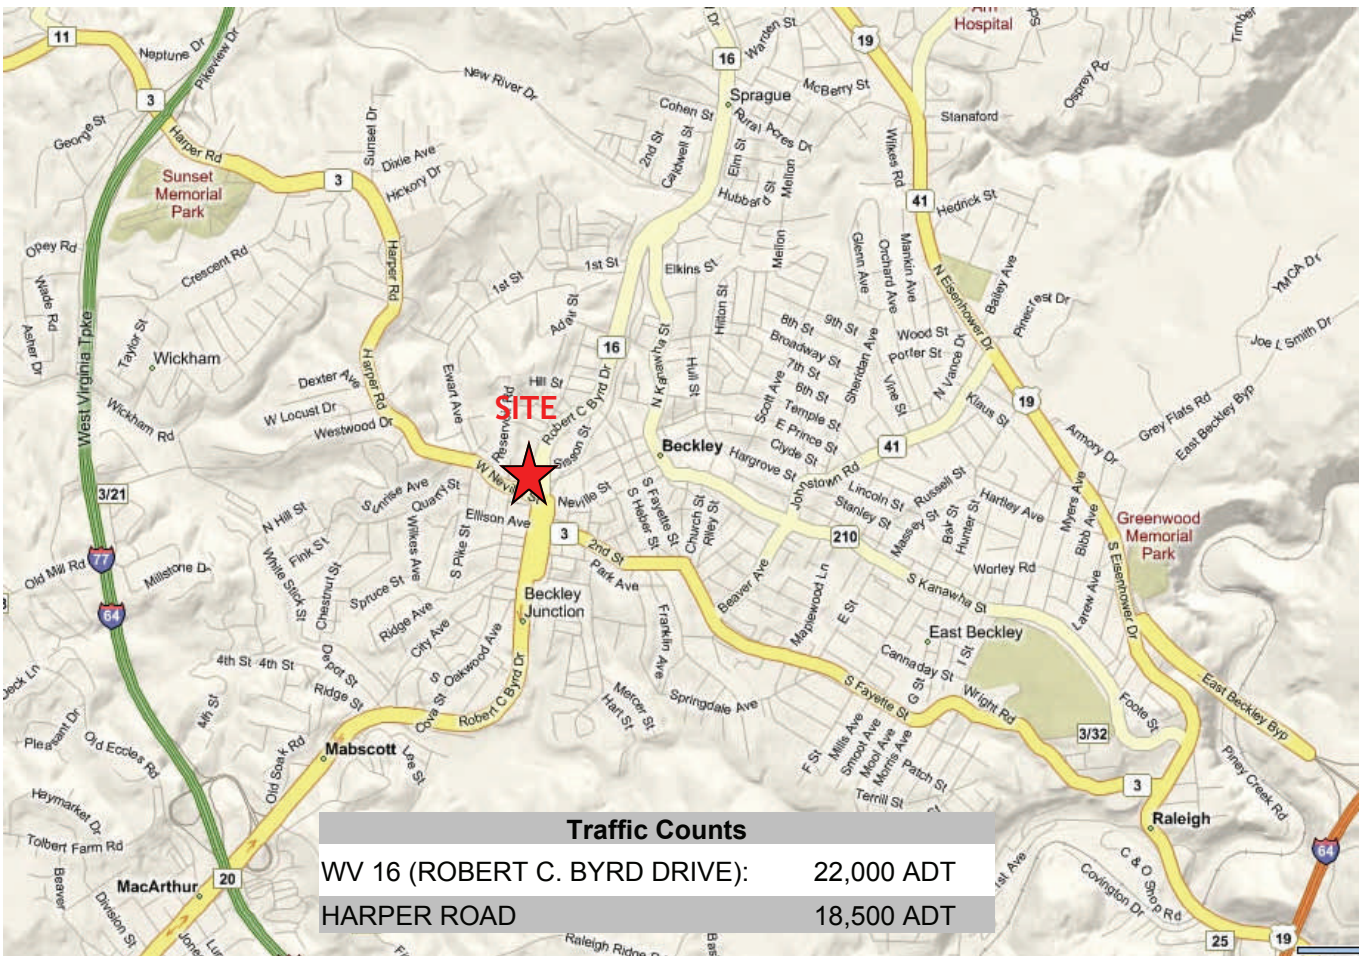 11
Neptune Dr
Pikeview Dr
3
George St
Harper Rd
Sunset
Memorial
Park
Sunset Dr
Dixie Ave
Hickory Dr
3
New River Dr
16
Warden St
Sprague
McBerry St
Cohen St
Rural Acres Dr
2nd St
Caldwell St
Elm St
Mellon
Hubbard St
19
Hospital
Stanaford
Osprey Rd
Timber
Wilkes Rd
41
Hedrick St
Opey Rd
Wade Rd
Asher Dr
Crescent Rd
Harper Rd
1st St
1st St
Elkins St
Mellon
Glenn Ave
Orchard Ave
Mankin Ave
N Eisenhower Dr
Bailey Ave
Pinecrest Dr
YMCA Dr
Joe L Smith Dr
West Virginia Tpke
Taylor St
Wickham
Adair St
16
N Kanawha St
Hilton St
Hull St
8th St
9th St
Broadway St
7th St
6th St
Temple St
E Prince St
Clyde St
Scott Ave
Sheridan Ave
Wood St
Porter St
Vine St
N Vance Dr
Klaus St
19
Harper Rd
Dexter Ave
W Locust Dr
Westwood Dr
Wickham Rd
Ewart Ave
Reservoir Rd
Hill St
SITE
Robert C Byrd Dr
Sisson St
Beckley
Hargrove St
Johnstown Rd
41
Armory Dr
Grey Flats Rd
East Beckley Byp
W Neville St
Neville St
3/21
Sunrise Ave
Quarry St
N Hill St
Fink St
White Stick St
Chestnut St
Wilkes Ave
S Pike St
Ellison Ave
3
2nd St
Park Ave
S Heber St
S Fayette St
Church St
Riley St
Lincoln St
Stanley St
Massey St
Russell St
Bair St
Hunter St
Hartley Ave
Myers Ave
Bibb Ave
Greenwood
Memorial
Park
210
Worley Rd
S Kanawha St
Larew Ave
S Eisenhower Dr
77
64
Old Mill Rd
Millstone Dr
Spruce St
Ridge Ave
City Ave
S Oakwood Ave
Beckley
Junction
Franklin Ave
Beaver Ave
Maplewood Ln
E St
East Beckley
Cannaday St
I St
G St
Wright Rd
S Fayette St
Foote St
3/32
East Beckley Byp
4th St
4th St
Depot St
Ridge St
Mh St
Pleasant Dr
Old Eccles Rd
Haymarket Dr
Tolbert Farm Rd
Old Soak Rd
Mabscott
Cova St
Lee St
Robert C Byrd Dr
Mercer St
Hart St
Springdale Ave
F St
Mills Ave
Smoot Ave
Mool Ave
Morris Ave
Patch St
Terrill St
3
Raleigh
Piney Creek Rd
64
Beaver
Division St
MacArthur
20
Traffic Counts
WV 16 (ROBERT C. BYRD DRIVE): 22,000 ADT
HARPER ROAD 18,500 ADT
C & O Shop Rd
Covington Dr
25
19